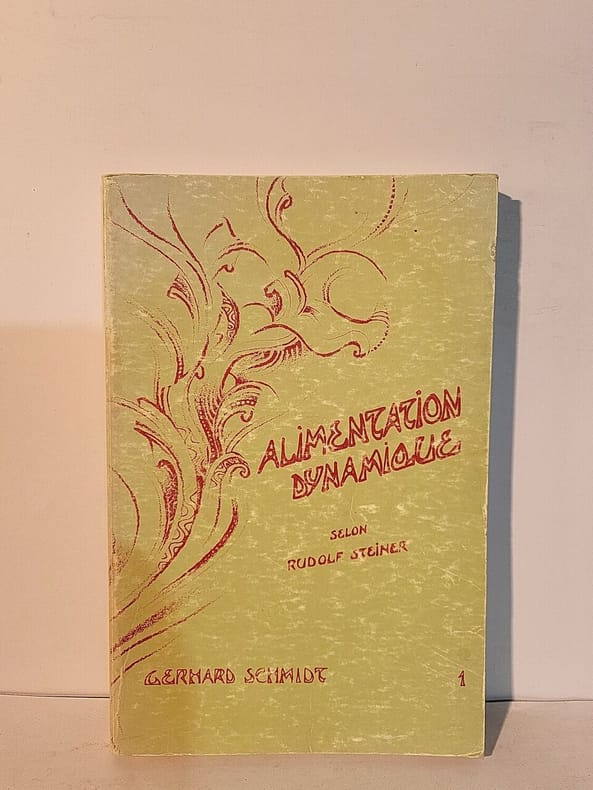 ALIMENTATION
DYNAMIQUE
SELON
RUDOLF STEINER
GERHARD SCHMIDT 1